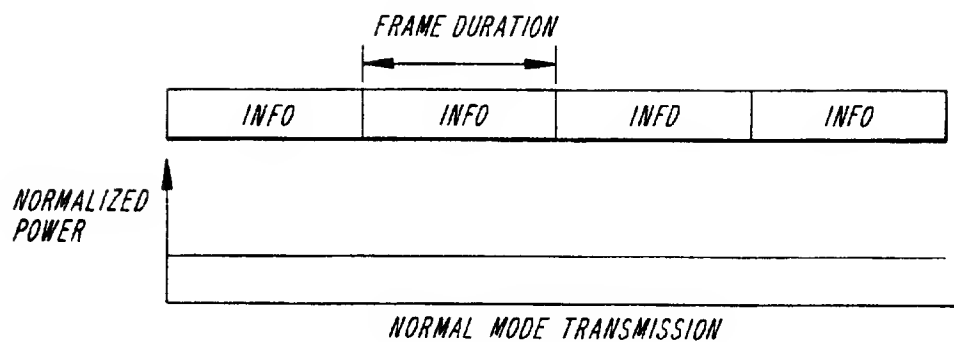 FRAME DURATION
INFO INFO INFO INFO
NORMALIZED
POWER
NORMAL MODE TRANSMISSION